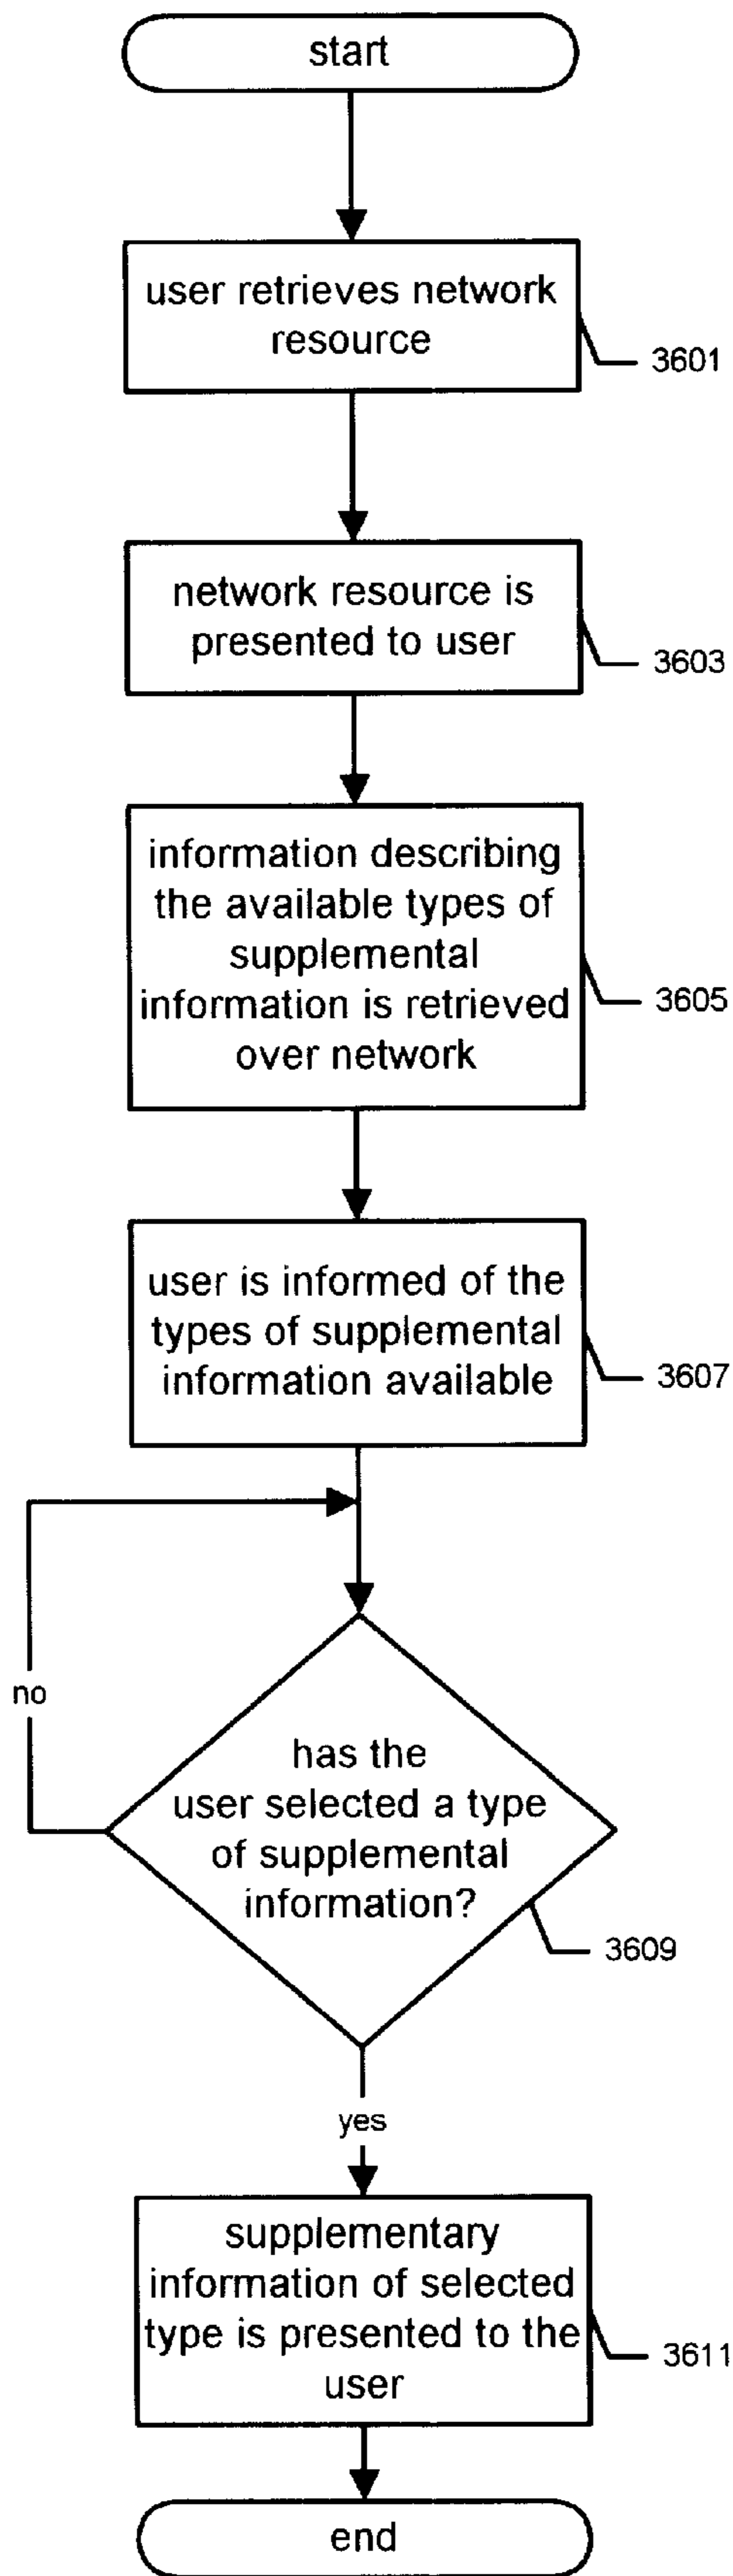 start
user retrieves network
resource
3601
network resource is
presented to user
3603
information describing
the available types of
supplemental
information is retrieved
over network
3605
user is informed of the
types of supplemental
information available
3607
no
has the
user selected a type
of supplemental
information?
3609
yes
supplementary
information of selected
type is presented to the
user
3611
end